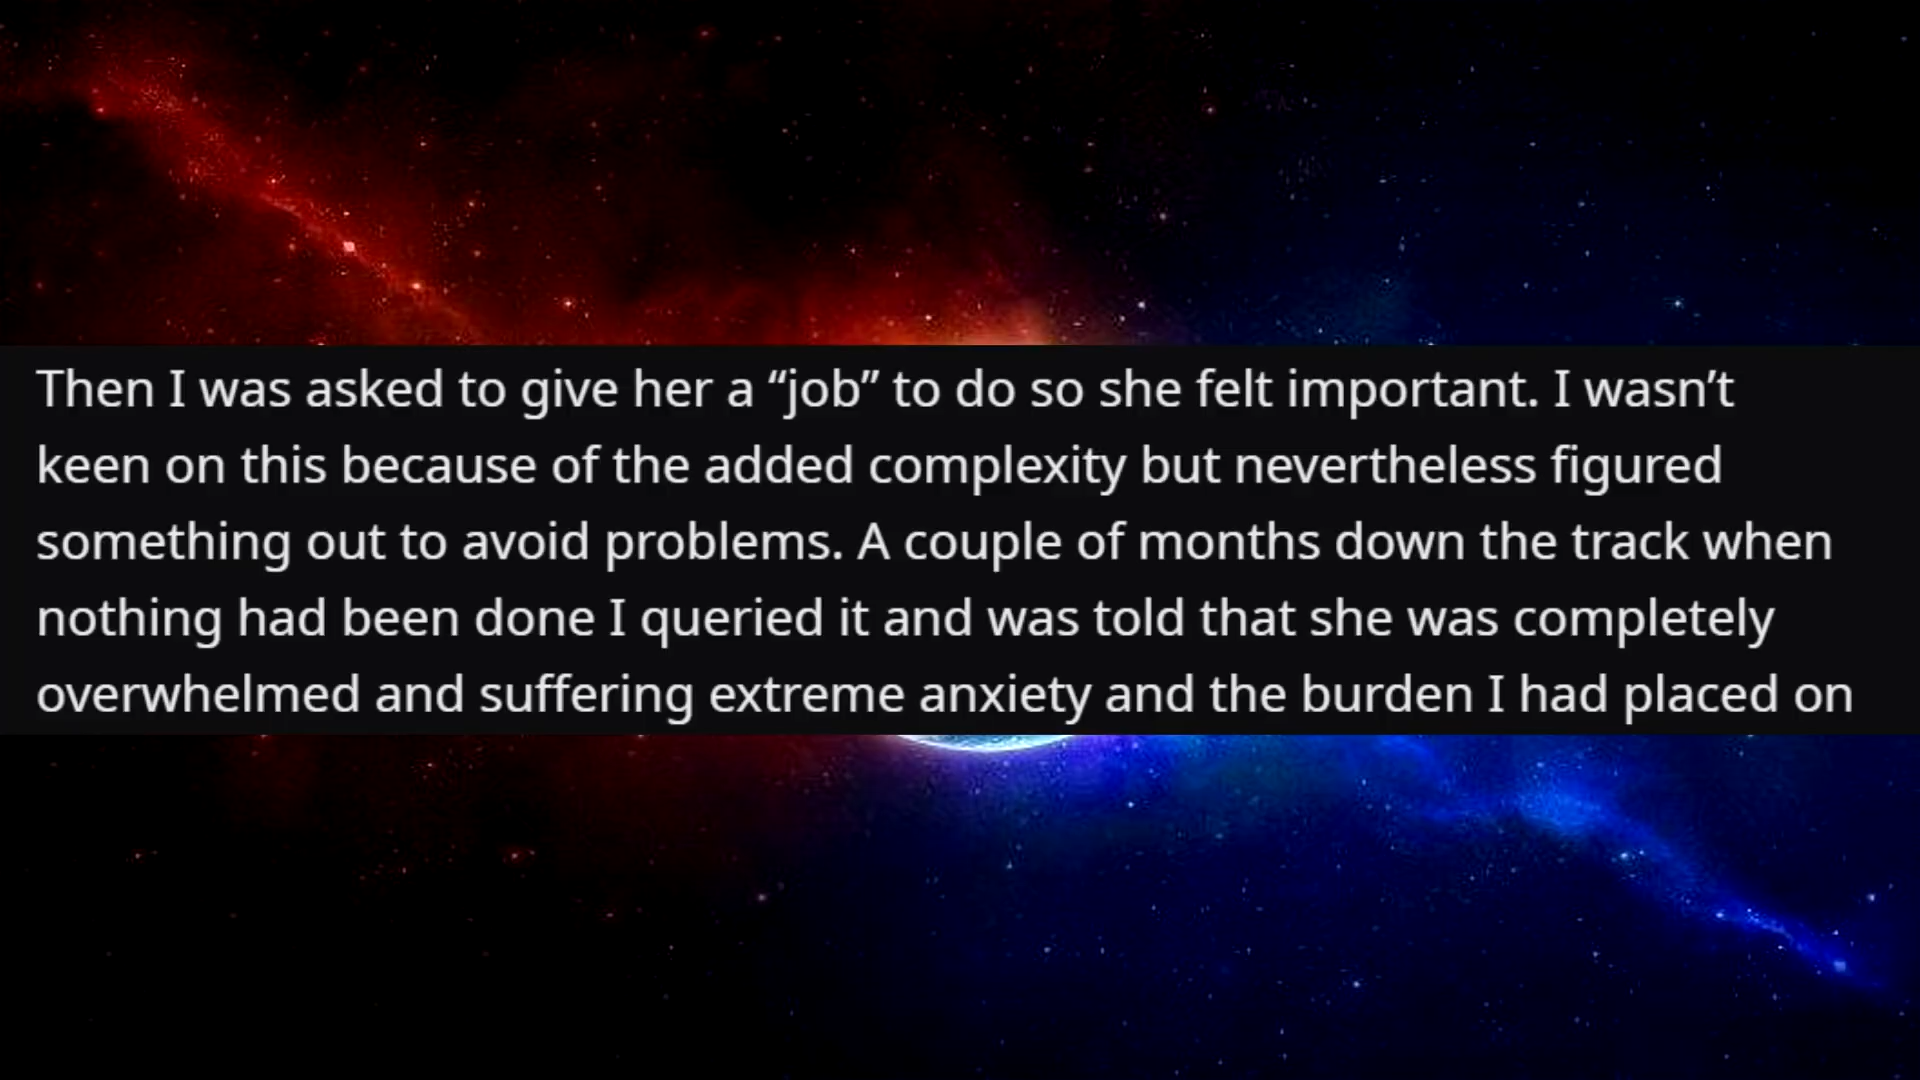 Then I was asked to give her a “job” to do so she felt important. I wasn’t
keen on this because of the added complexity but nevertheless figured
something out to avoid problems. A couple of months down the track when
nothing had been done I queried it and was told that she was completely
overwhelmed and suffering extreme anxiety and the burden I had placed on